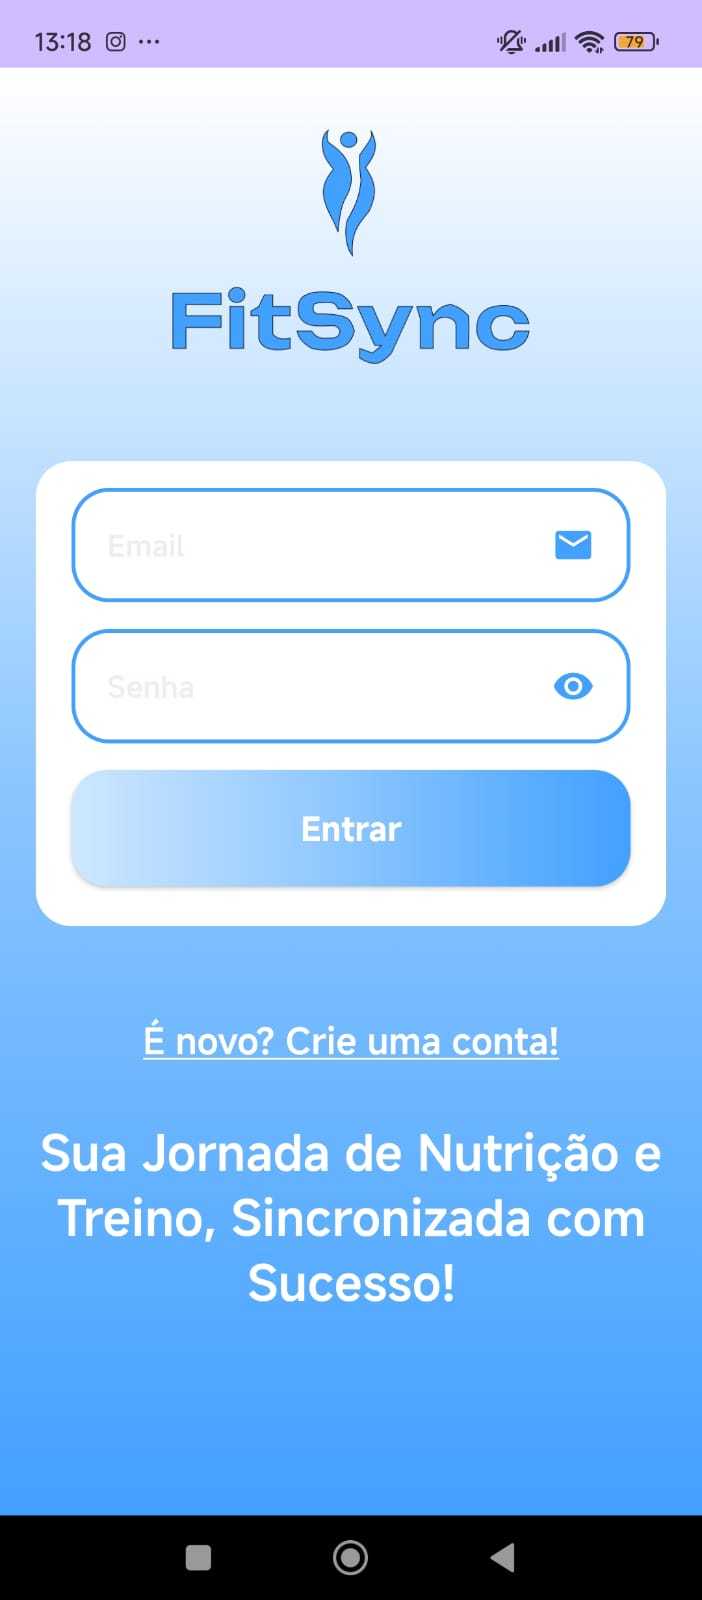 13:18
79
FitSync
Email
Senha
Entrar
É novo? Crie uma conta!
Sua Jornada de Nutrição e
Treino, Sincronizada com
Sucesso!